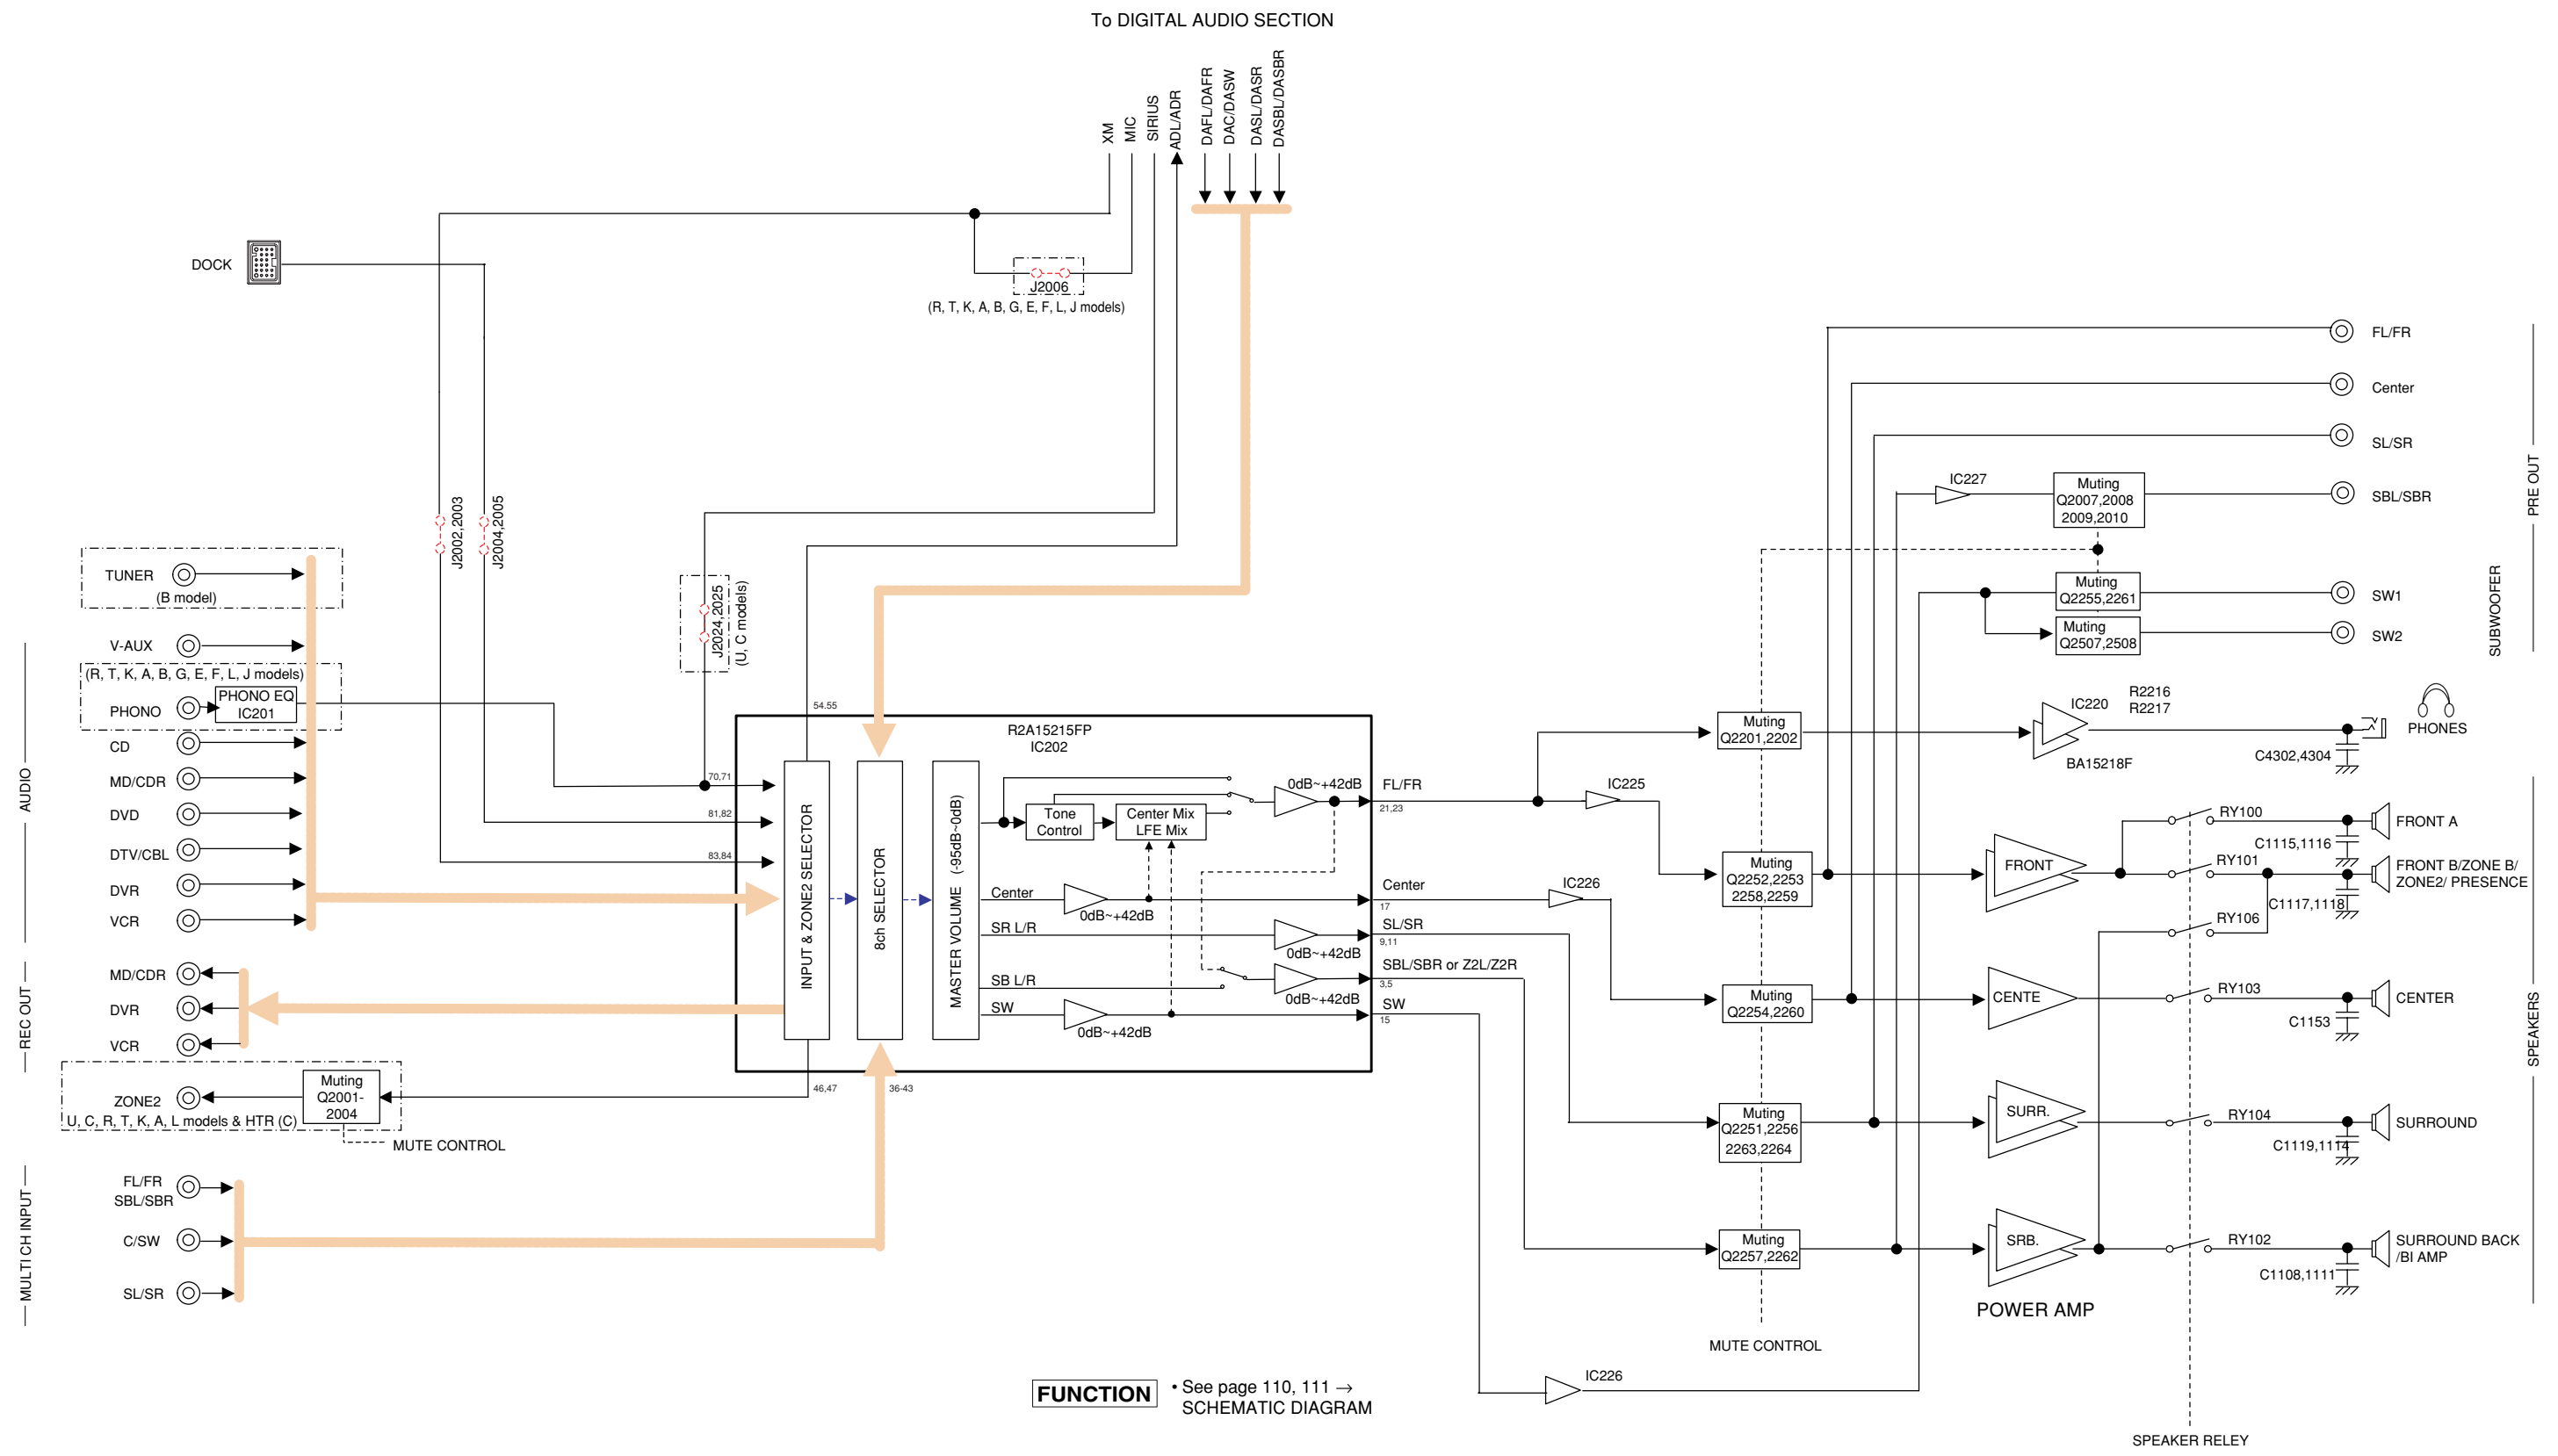 To DIGITAL AUDIO SECTION
XM
MIC
SIRIUS
ADL/ADR
DAFL/DAFR
DAC/DASW
DASL/DASR
DASBL/DASBR
DOCK
J2006
(R, T, K, A, B, G, E, F, L, J models)
J2002,2003
J2004,2005
J2024,2025
(U, C models)
AUDIO
TUNER
(B model)
V-AUX
(R, T, K, A, B, G, E, F, L, J models)
PHONO EQ
IC201
PHONO
CD
MD/CDR
DVD
DTV/CBL
DVR
VCR
REC OUT
MD/CDR
DVR
VCR
ZONE2
Muting
Q2001-
2004
U, C, R, T, K, A, L models & HTR (C)
MUTE CONTROL
MULTI CH INPUT
FL/FR
SBL/SBR
C/SW
SL/SR
54.55
70,71
81,82
83,84
46,47
36-43
R2A15215FP
IC202
INPUT & ZONE2 SELECTOR
8ch SELECTOR
MASTER VOLUME (-95dB~0dB)
Tone
Control
Center Mix
LFE Mix
0dB~+42dB
Center
0dB~+42dB
SR L/R
0dB~+42dB
SB L/R
0dB~+42dB
SW
0dB~+42dB
FL/FR
21,23
Center
17
SL/SR
9,11
SBL/SBR or Z2L/Z2R
3,5
SW
15
IC225
IC226
IC226
IC227
Muting
Q2007,2008
2009,2010
Muting
Q2255,2261
Muting
Q2507,2508
Muting
Q2201,2202
Muting
Q2252,2253
2258,2259
Muting
Q2254,2260
Muting
Q2251,2256
2263,2264
Muting
Q2257,2262
MUTE CONTROL
IC220
BA15218F
R2216
R2217
C4302,4304
PHONES
FL/FR
Center
SL/SR
SBL/SBR
SW1
SW2
PRE OUT
SUBWOOFER
FRONT
CENTE
SURR.
SRB.
POWER AMP
RY100
C1115,1116
FRONT A
RY101
C1117,1118
FRONT B/ZONE B/
ZONE2/ PRESENCE
RY106
RY103
C1153
CENTER
RY104
C1119,1114
SURROUND
RY102
C1108,1111
SURROUND BACK
/BI AMP
SPEAKERS
SPEAKER RELEY
FUNCTION
• See page 110, 111 →
SCHEMATIC DIAGRAM